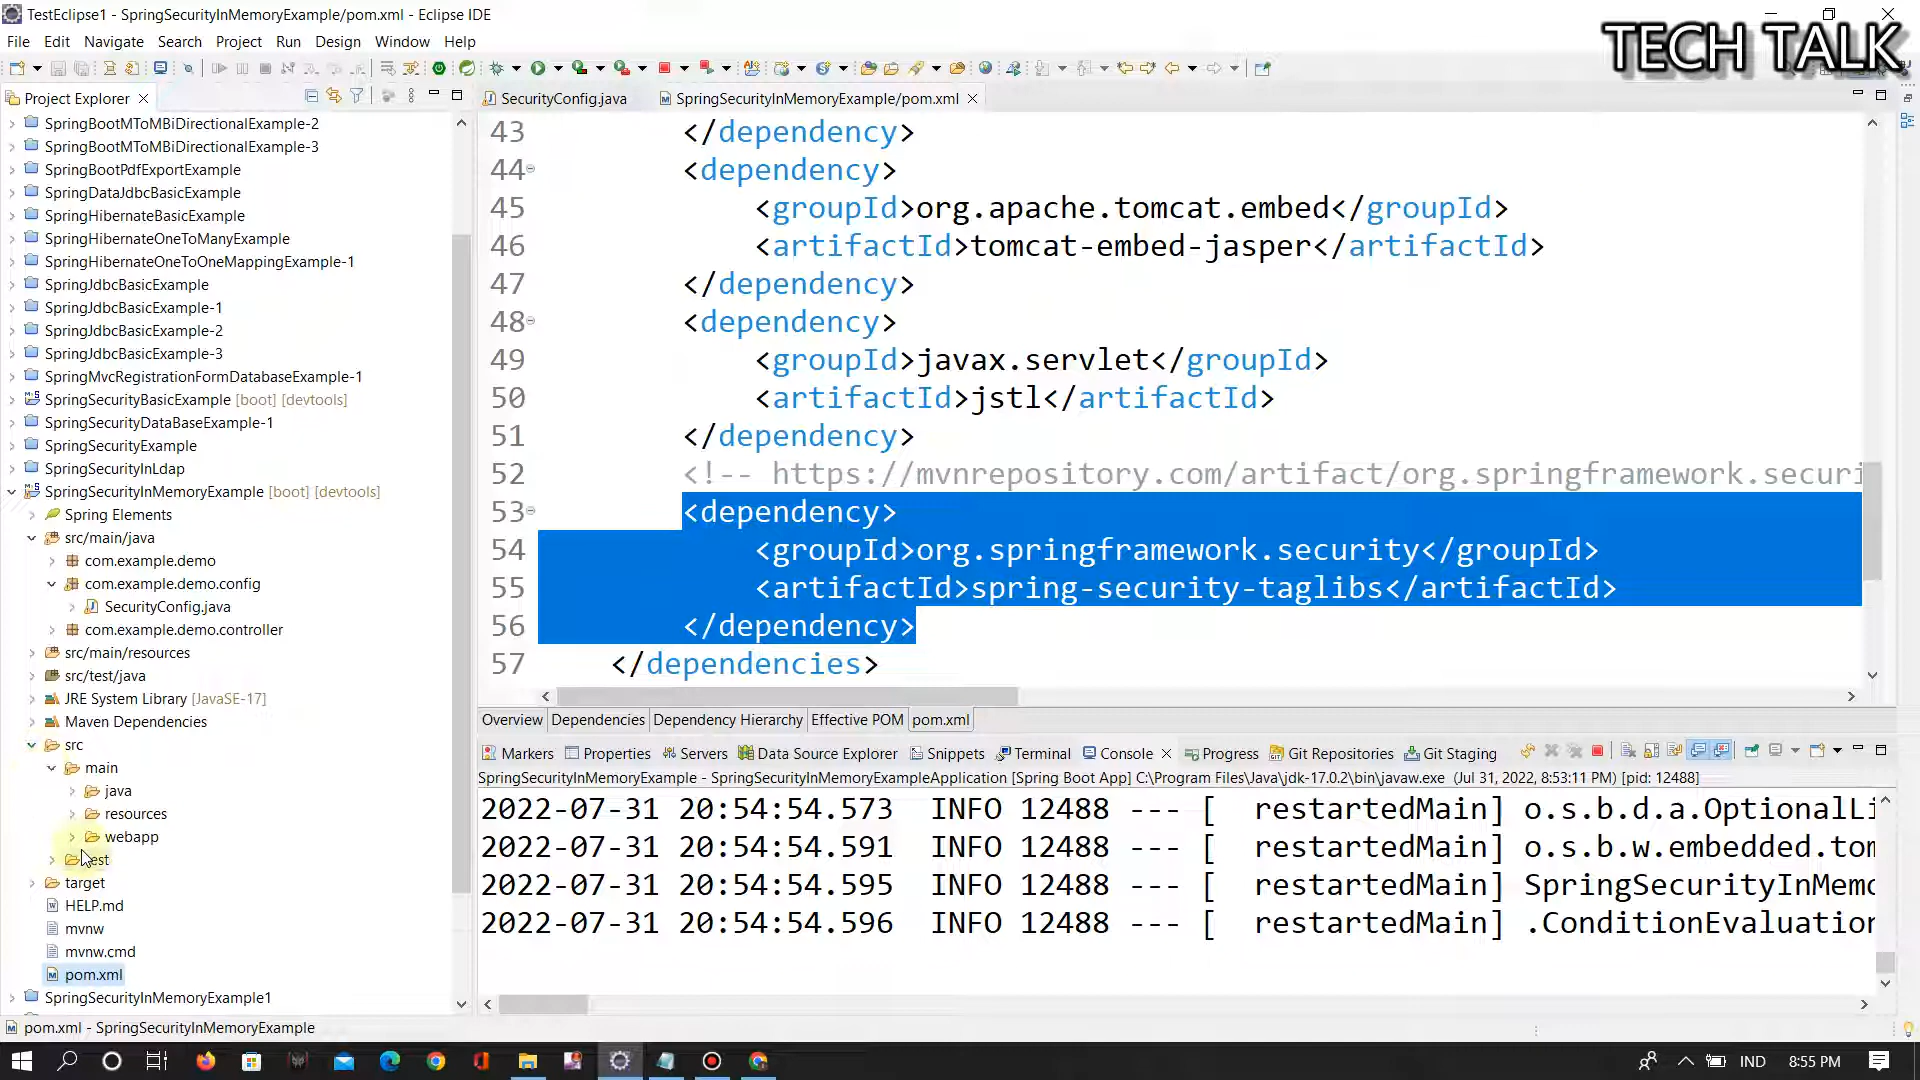 TestEclipse1 - SpringSecurityInMemoryExample/pom.xml - Eclipse IDE
TECH TALK
File Edit Navigate Search Project Run Design Window Help
Project Explorer
SpringBootMToMBiDirectionalExample-2
SpringBootMToMBiDirectionalExample-3
SpringBootPdfExportExample
SpringDataJdbcBasicExample
SpringHibernateBasicExample
SpringHibernateOneToManyExample
SpringHibernateOneToOneMappingExample-1
SpringJdbcBasicExample
SpringJdbcBasicExample-1
SpringJdbcBasicExample-2
SpringJdbcBasicExample-3
SpringMvcRegistrationFormDatabaseExample-1
SpringSecurityBasicExample [boot] [devtools]
SpringSecurityDataBaseExample-1
SpringSecurityExample
SpringSecurityInLdap
SpringSecurityInMemoryExample [boot] [devtools]
Spring Elements
src/main/java
com.example.demo
com.example.demo.config
SecurityConfig.java
com.example.demo.controller
src/main/resources
src/test/java
JRE System Library [JavaSE-17]
Maven Dependencies
src
main
java
resources
webapp
est
target
HELP.md
mvnw
mvnw.cmd
pom.xml
SpringSecurityInMemoryExample1
SecurityConfig.java SpringSecurityInMemoryExample/pom.xml
43 </dependency>
44 <dependency>
45 <groupId>org.apache.tomcat.embed</groupId>
46 <artifactId>tomcat-embed-jasper</artifactId>
47 </dependency>
48 <dependency>
49 <groupId>javax.servlet</groupId>
50 <artifactId>jstl</artifactId>
51 </dependency>
52 <!-- https://mvnrepository.com/artifact/org.springframework.securi
53 <dependency>
54 <groupId>org.springframework.security</groupId>
55 <artifactId>spring-security-taglibs</artifactId>
56 </dependency>
57 </dependencies>
Overview Dependencies Dependency Hierarchy Effective POM pom.xml
Markers Properties Servers Data Source Explorer Snippets Terminal Console Progress Git Repositories Git Staging
SpringSecurityInMemoryExample - SpringSecurityInMemoryExampleApplication [Spring Boot App] C:\Program Files\Java\jdk-17.0.2\bin\javaw.exe (Jul 31, 2022, 8:53:11 PM) [pid: 12488]
2022-07-31 20:54:54.573 INFO 12488 --- [ restartedMain] o.s.b.d.a.OptionalLi
2022-07-31 20:54:54.591 INFO 12488 --- [ restartedMain] o.s.b.w.embedded.tom
2022-07-31 20:54:54.595 INFO 12488 --- [ restartedMain] SpringSecurityInMemo
2022-07-31 20:54:54.596 INFO 12488 --- [ restartedMain] .ConditionEvaluation
pom.xml - SpringSecurityInMemoryExample
IND 8:55 PM